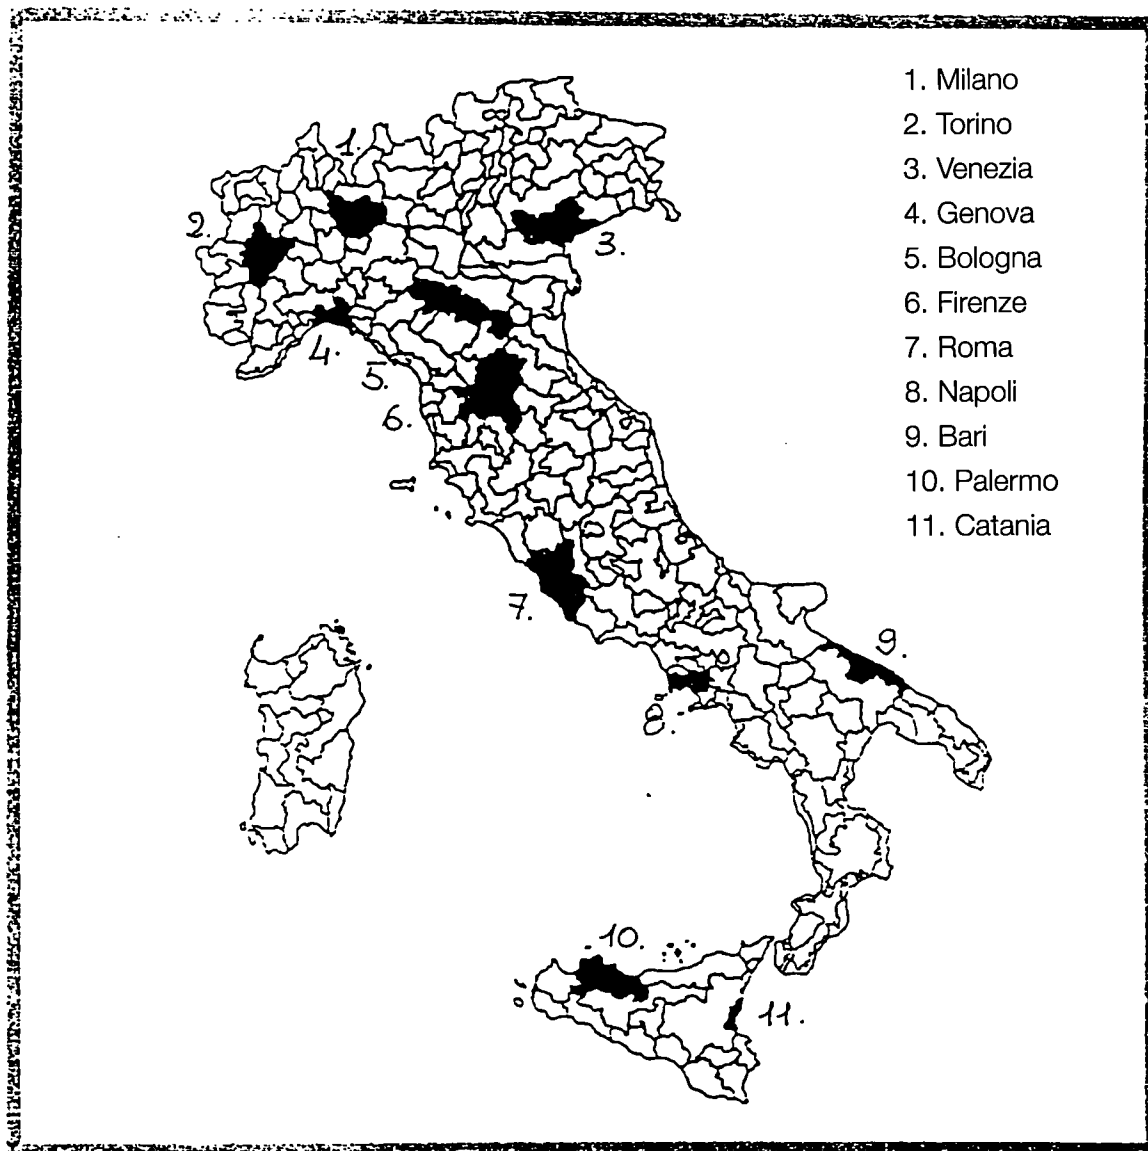 1. Milano
2. Torino
3. Venezia
4. Genova
5. Bologna
6. Firenze
7. Roma
8. Napoli
9. Bari
10. Palermo
11. Catania
1.
2.
3.
4.
5.
6.
7.
8.
9.
10.
11.